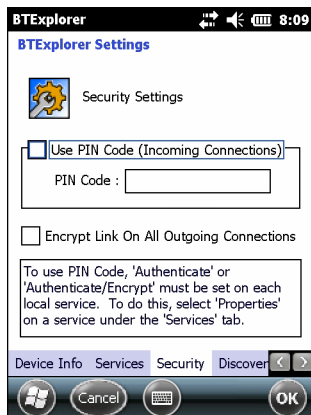 BTExplorer 8:09
BTExplorer Settings
Security Settings
Use PIN Code (Incoming Connections)
PIN Code :
Encrypt Link On All Outgoing Connections
To use PIN Code, 'Authenticate' or
'Authenticate/Encrypt' must be set on each
local service. To do this, select 'Properties'
on a service under the 'Services' tab.
Device Info Services Security Discover
Cancel OK